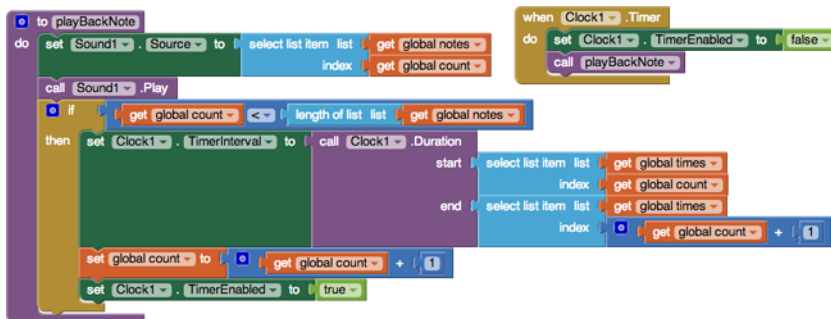 to playBackNote
do set Sound1 . Source to select list item list get global notes
index get global count
call Sound1 .Play
if get global count < length of list list get global notes
then set Clock1 . TimerInterval to call Clock1 .Duration
start select list item list get global times
index get global count
end select list item list get global times
index get global count + 1
set global count to get global count + 1
set Clock1 . TimerEnabled to true
when Clock1 .Timer
do set Clock1 . TimerEnabled to false
call playBackNote